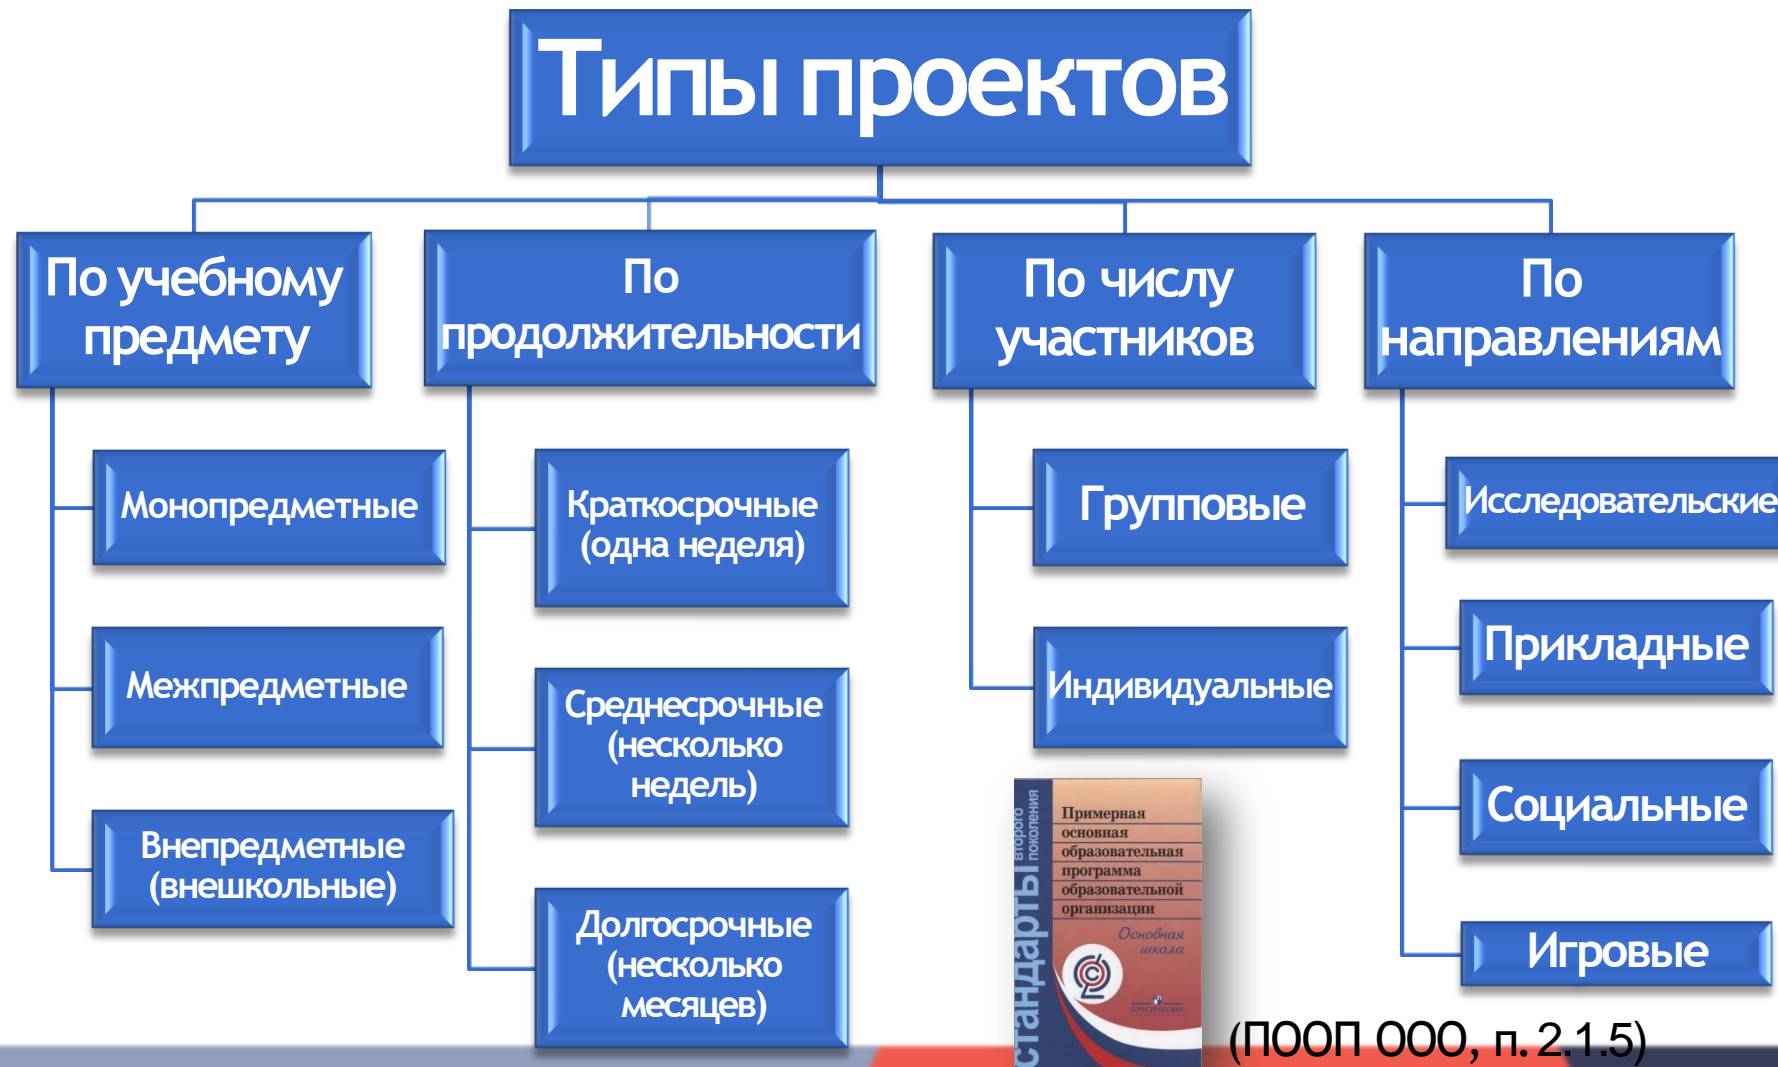 Типы проектов
По учебному
предмету
Монопредметные
Межпредметные
Внепредметные
(внешкольные)
По
продолжительности
Краткосрочные
(одна неделя)
Среднесрочные
(несколько
недель)
Долгосрочные
(несколько
месяцев)
По числу
участников
Групповые
Индивидуальные
По
направлениям
Исследовательские
Прикладные
Социальные
Игровые
стандарты
второго
поколения
Примерная
основная
образовательная
программа
образовательной
организации
Основная
школа
ПРОСВЕЩЕНИЕ
(ПООП ООО, п. 2.1.5)